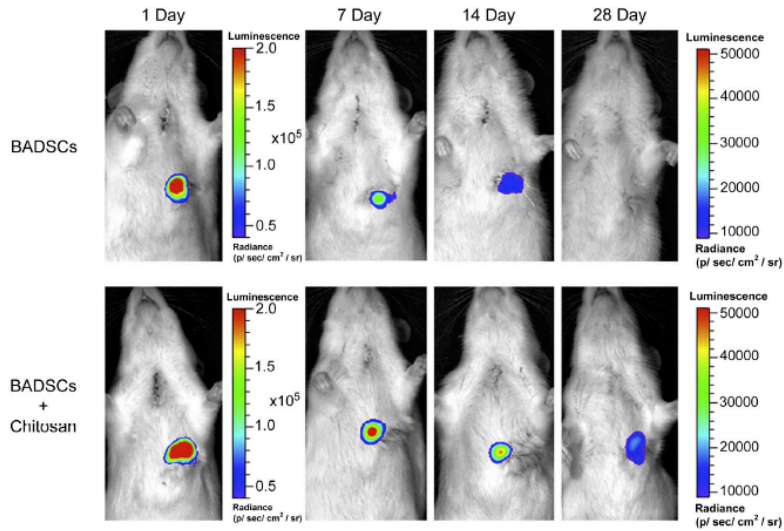 1 Day
7 Day
14 Day
28 Day
Luminescence
2.0
1.5
1.0
0.5
x10⁵
Radiance
(p/ sec/ cm² / sr)
Luminescence
50000
40000
30000
20000
10000
Radiance
(p/ sec/ cm² / sr)
BADSCs
Luminescence
2.0
1.5
1.0
0.5
x10⁵
Radiance
(p/ sec/ cm² / sr)
Luminescence
50000
40000
30000
20000
10000
Radiance
(p/ sec/ cm² / sr)
BADSCs
+
Chitosan